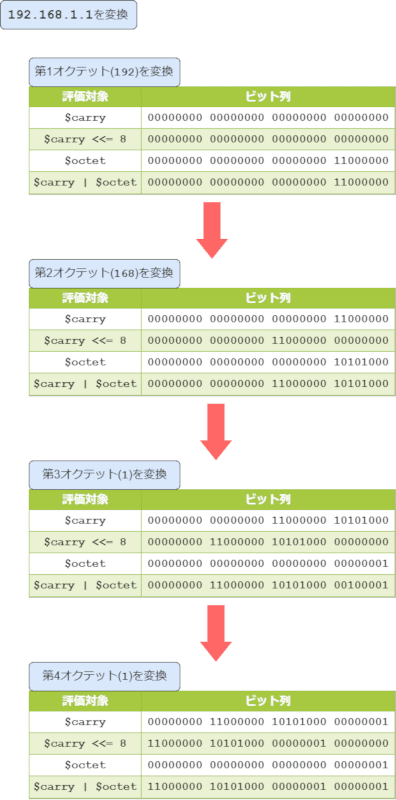 192.168.1.1を変換
第1オクテット(192)を変換
評価対象 ビット列
$carry 00000000 00000000 00000000 00000000
$carry <<= 8 00000000 00000000 00000000 00000000
$octet 00000000 00000000 00000000 11000000
$carry | $octet 00000000 00000000 00000000 11000000
第2オクテット(168)を変換
評価対象 ビット列
$carry 00000000 00000000 00000000 11000000
$carry <<= 8 00000000 00000000 11000000 00000000
$octet 00000000 00000000 00000000 10101000
$carry | $octet 00000000 00000000 11000000 10101000
第3オクテット(1)を変換
評価対象 ビット列
$carry 00000000 00000000 11000000 10101000
$carry <<= 8 00000000 11000000 10101000 00000000
$octet 00000000 00000000 00000000 00000001
$carry | $octet 00000000 11000000 10101000 00100001
第4オクテット(1)を変換
評価対象 ビット列
$carry 00000000 11000000 10101000 00000001
$carry <<= 8 11000000 10101000 00000001 00000000
$octet 00000000 00000000 00000000 00000001
$carry | $octet 11000000 10101000 00000001 00000001